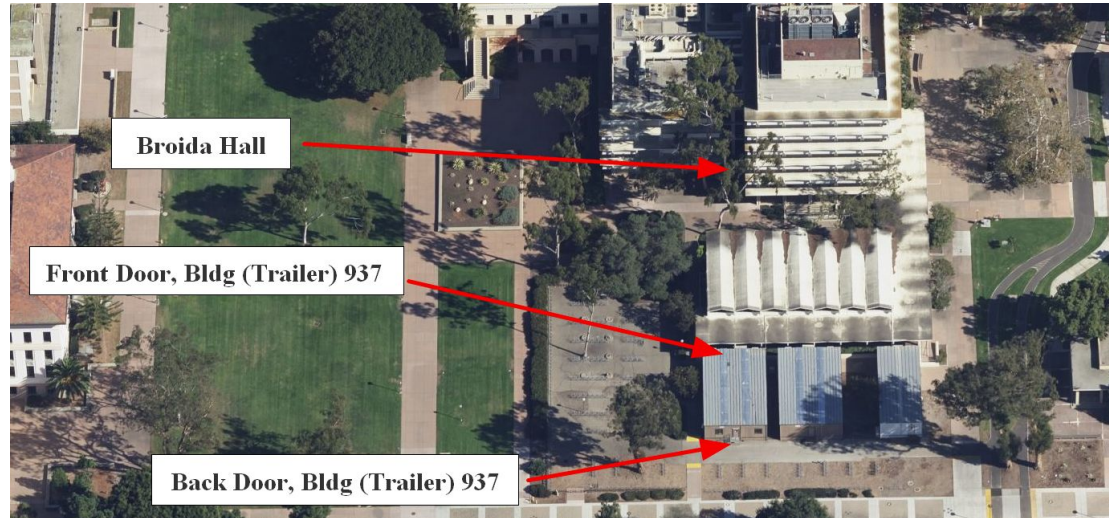 Broida Hall
Front Door, Bldg (Trailer) 937
Back Door, Bldg (Trailer) 937